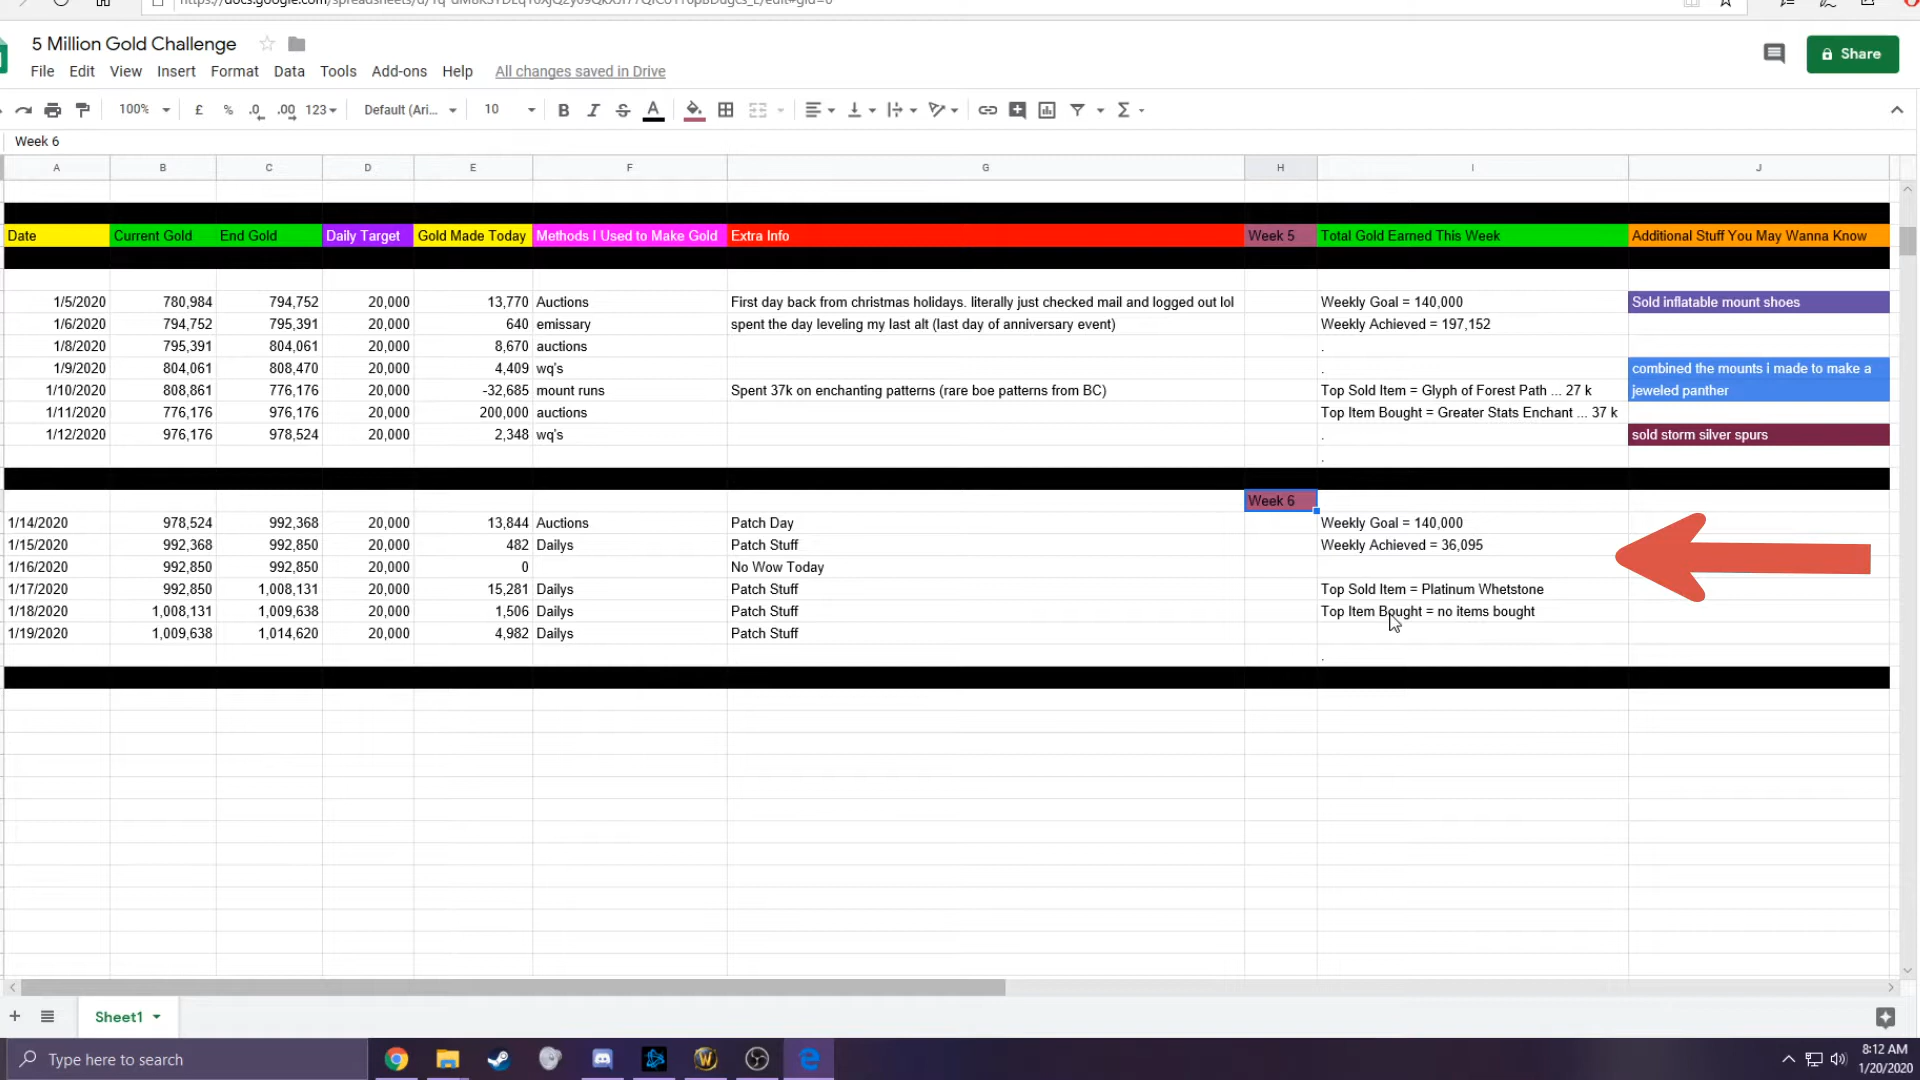 5 Million Gold Challenge
Share
File Edit View Insert Format Data Tools Add-ons Help All changes saved in Drive
100% £ % .0 .00 123 Default (Ari... 10 B I S A
Week 6
A B C D E F G H I J
Date Current Gold End Gold Daily Target Gold Made Today Methods I Used to Make Gold Extra Info Week 5 Total Gold Earned This Week Additional Stuff You May Wanna Know
1/5/2020 780,984 794,752 20,000 13,770 Auctions First day back from christmas holidays. literally just checked mail and logged out lol Weekly Goal = 140,000 Sold inflatable mount shoes
1/6/2020 794,752 795,391 20,000 640 emissary spent the day leveling my last alt (last day of anniversary event) Weekly Achieved = 197,152
1/8/2020 795,391 804,061 20,000 8,670 auctions .
1/9/2020 804,061 808,470 20,000 4,409 wq's . combined the mounts i made to make a
1/10/2020 808,861 776,176 20,000 -32,685 mount runs Spent 37k on enchanting patterns (rare boe patterns from BC) Top Sold Item = Glyph of Forest Path ... 27 k jeweled panther
1/11/2020 776,176 976,176 20,000 200,000 auctions Top Item Bought = Greater Stats Enchant ... 37 k
1/12/2020 976,176 978,524 20,000 2,348 wq's . sold storm silver spurs
.
Week 6
1/14/2020 978,524 992,368 20,000 13,844 Auctions Patch Day Weekly Goal = 140,000
1/15/2020 992,368 992,850 20,000 482 Dailys Patch Stuff Weekly Achieved = 36,095
1/16/2020 992,850 992,850 20,000 0 No Wow Today
1/17/2020 992,850 1,008,131 20,000 15,281 Dailys Patch Stuff Top Sold Item = Platinum Whetstone
1/18/2020 1,008,131 1,009,638 20,000 1,506 Dailys Patch Stuff Top Item Bought = no items bought
1/19/2020 1,009,638 1,014,620 20,000 4,982 Dailys Patch Stuff
.
Sheet1
Type here to search
8:12 AM
1/20/2020